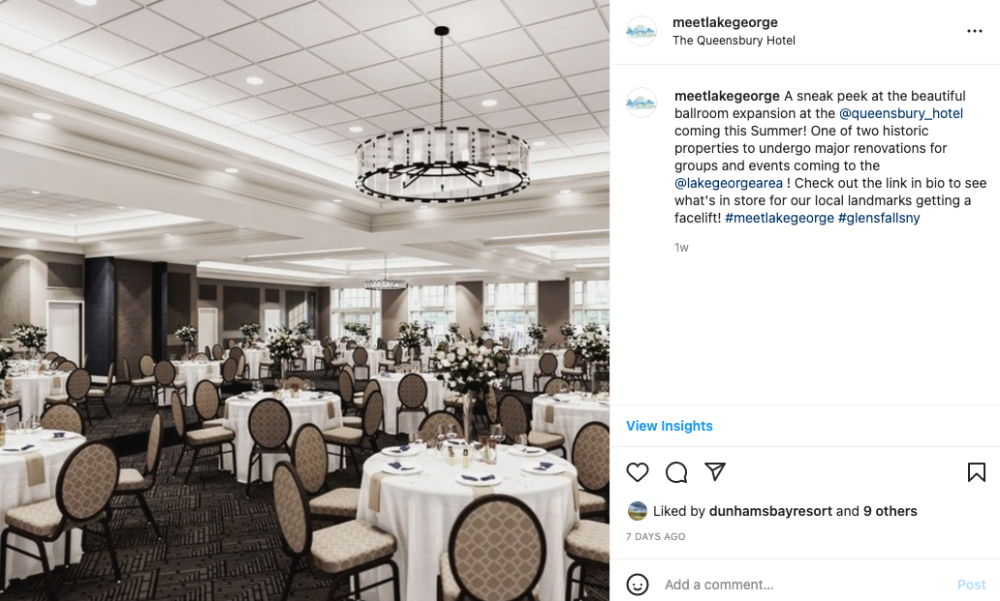 meetlakegeorge
The Queensbury Hotel
meetlakegeorge A sneak peek at the beautiful
ballroom expansion at the @queensbury_hotel
coming this Summer! One of two historic
properties to undergo major renovations for
groups and events coming to the
@lakegeorgearea ! Check out the link in bio to see
what's in store for our local landmarks getting a
facelift! #meetlakegeorge #glensfallsny
1w
View Insights
Liked by dunhamsbayresort and 9 others
7 DAYS AGO
Add a comment...
Post